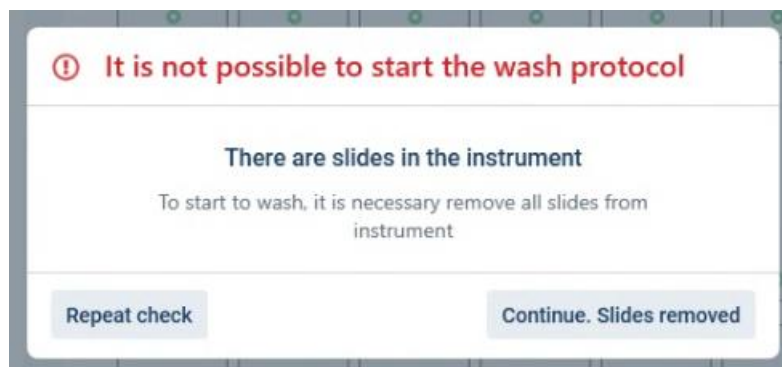 It is not possible to start the wash protocol
There are slides in the instrument
To start to wash, it is necessary remove all slides from
instrument
Repeat check
Continue. Slides removed